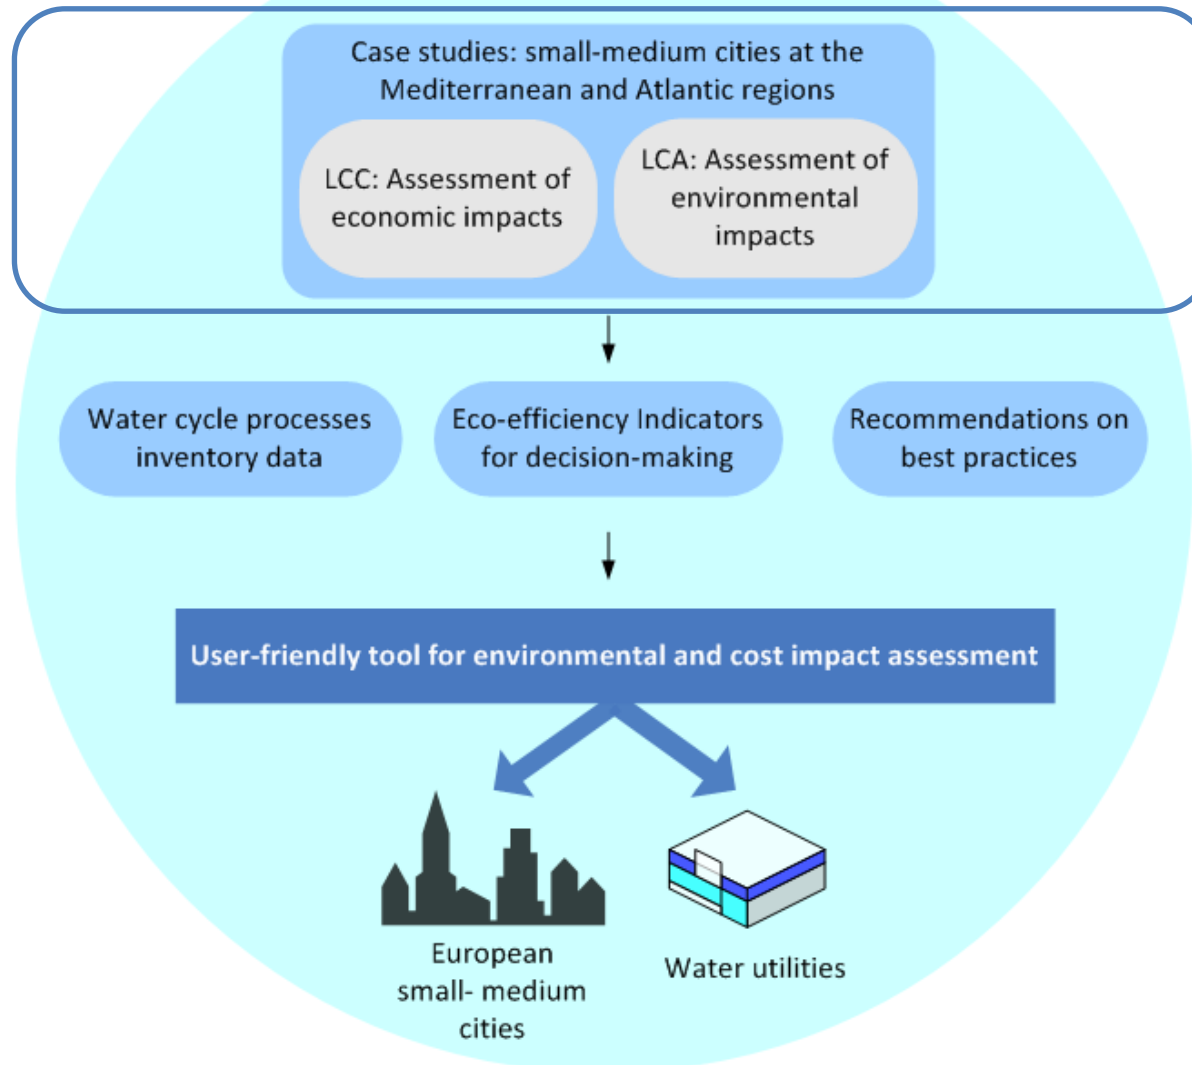 Case studies: small-medium cities at the
Mediterranean and Atlantic regions
LCC: Assessment of
economic impacts
LCA: Assessment of
environmental
impacts
Water cycle processes
inventory data
Eco-efficiency Indicators
for decision-making
Recommendations on
best practices
User-friendly tool for environmental and cost impact assessment
European
small- medium
cities
Water utilities